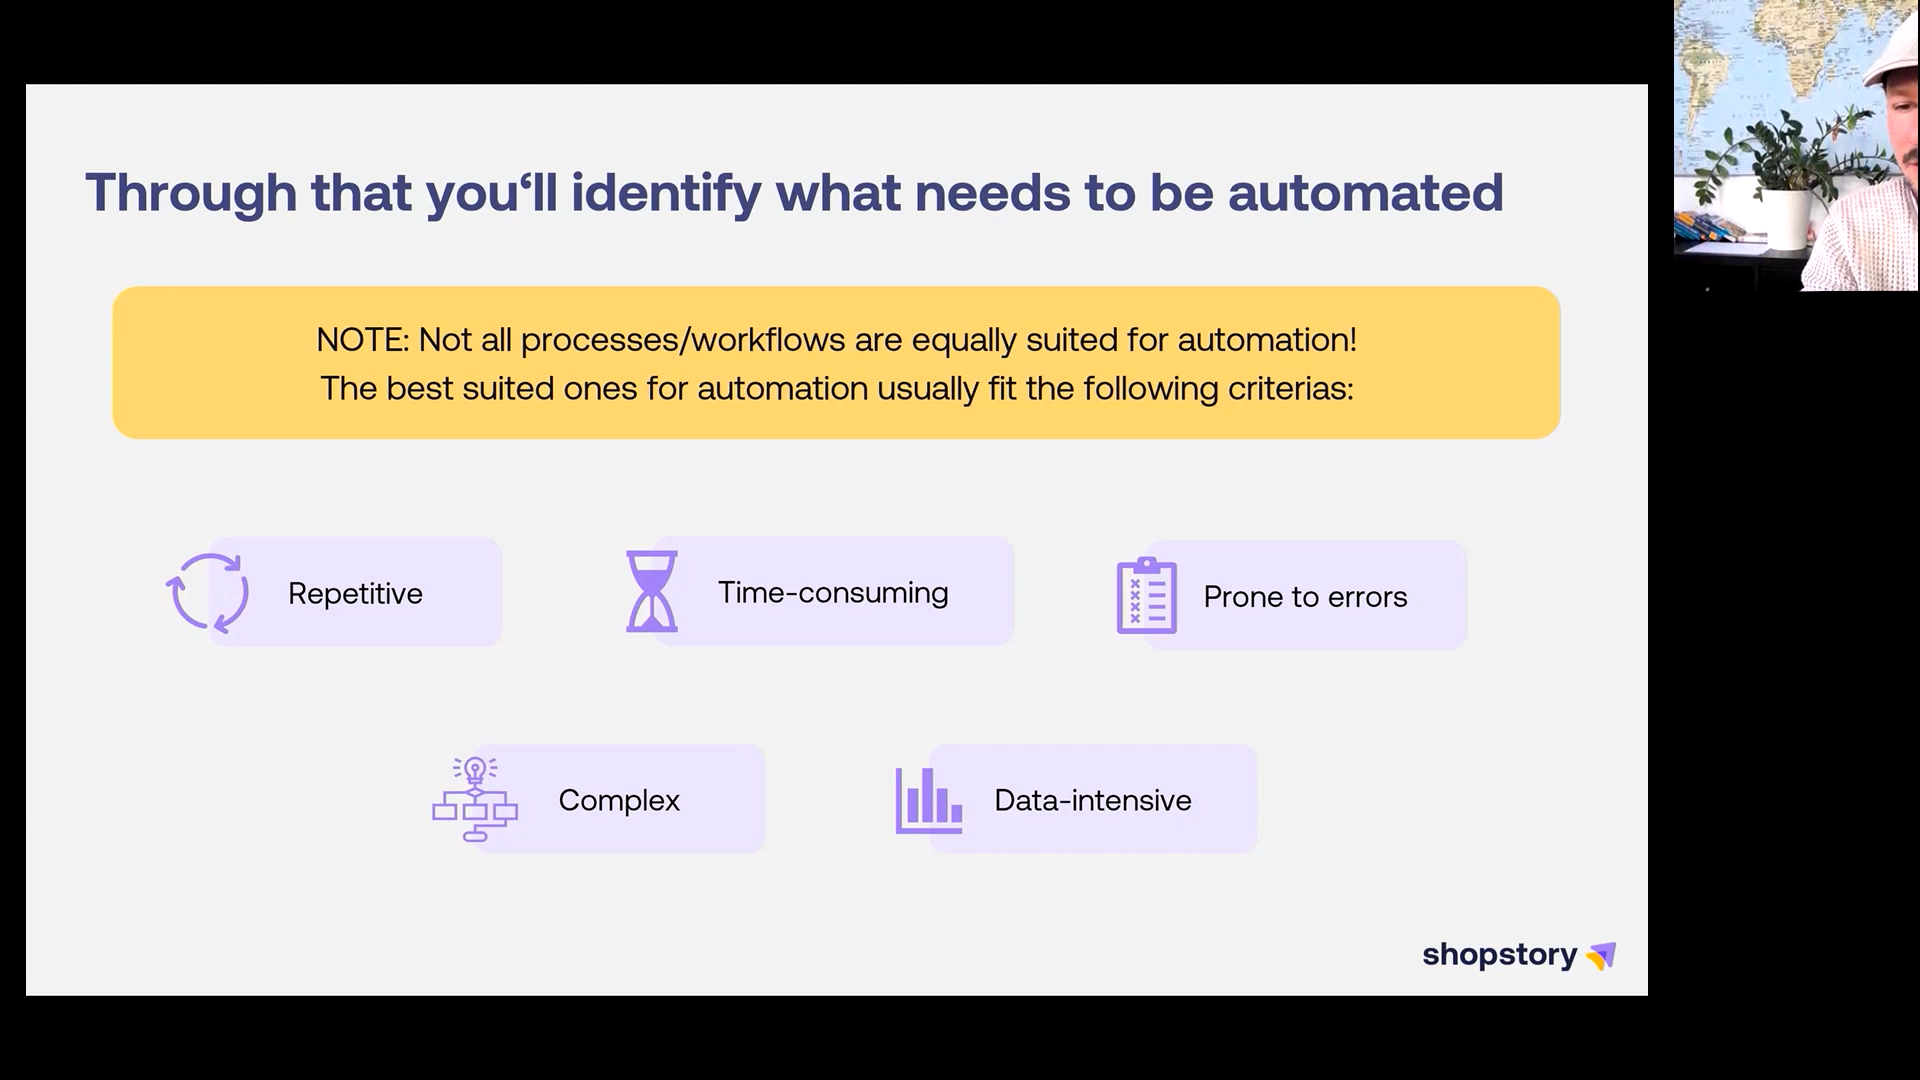 Through that you‘ll identify what needs to be automated
NOTE: Not all processes/workflows are equally suited for automation!
The best suited ones for automation usually fit the following criterias:
Repetitive
Time-consuming
Prone to errors
Complex
Data-intensive
shopstory